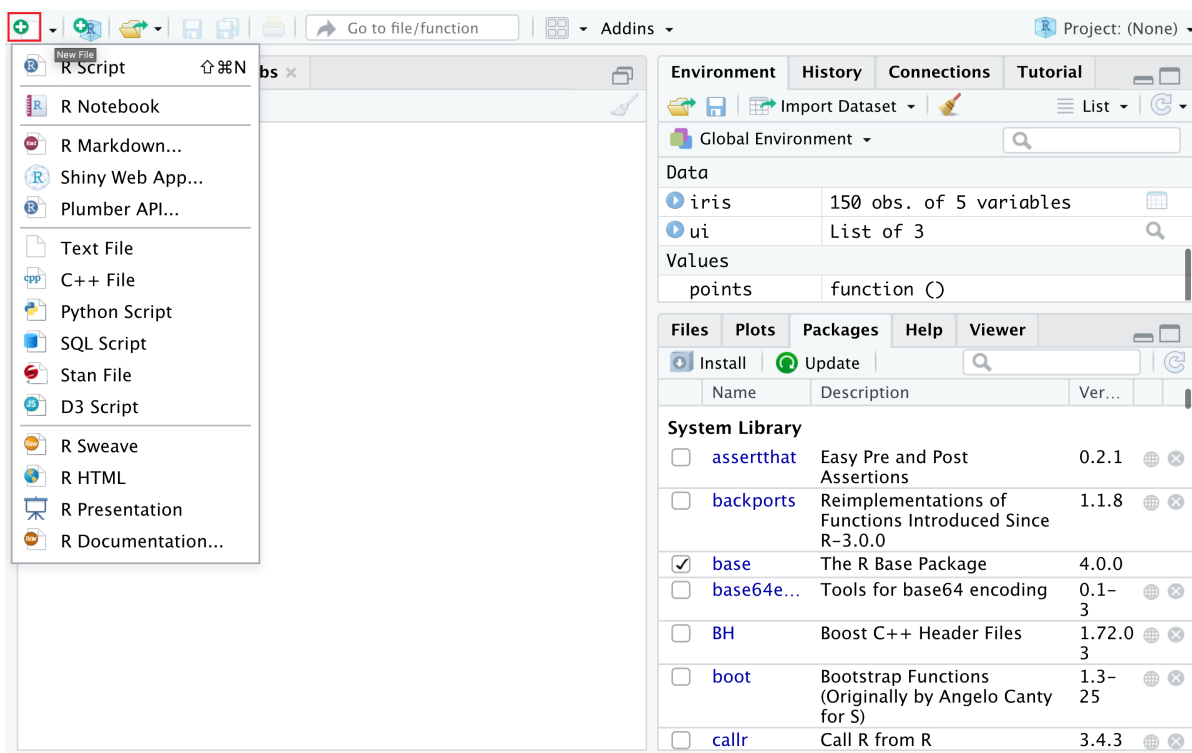 Go to file/function
Addins
Project: (None)
New File
R Script ⇧⌘N
R Notebook
R Markdown...
Shiny Web App...
Plumber API...
Text File
C++ File
Python Script
SQL Script
Stan File
D3 Script
R Sweave
R HTML
R Presentation
R Documentation...
bs
Environment History Connections Tutorial
Import Dataset List
Global Environment
Data
iris 150 obs. of 5 variables
ui List of 3
Values
points function ()
Files Plots Packages Help Viewer
Install Update
Name Description Ver...
System Library
assertthat Easy Pre and Post 0.2.1
Assertions
backports Reimplementations of 1.1.8
Functions Introduced Since
R-3.0.0
base The R Base Package 4.0.0
base64e... Tools for base64 encoding 0.1-
3
BH Boost C++ Header Files 1.72.0
3
boot Bootstrap Functions 1.3-
(Originally by Angelo Canty 25
for S)
callr Call R from R 3.4.3